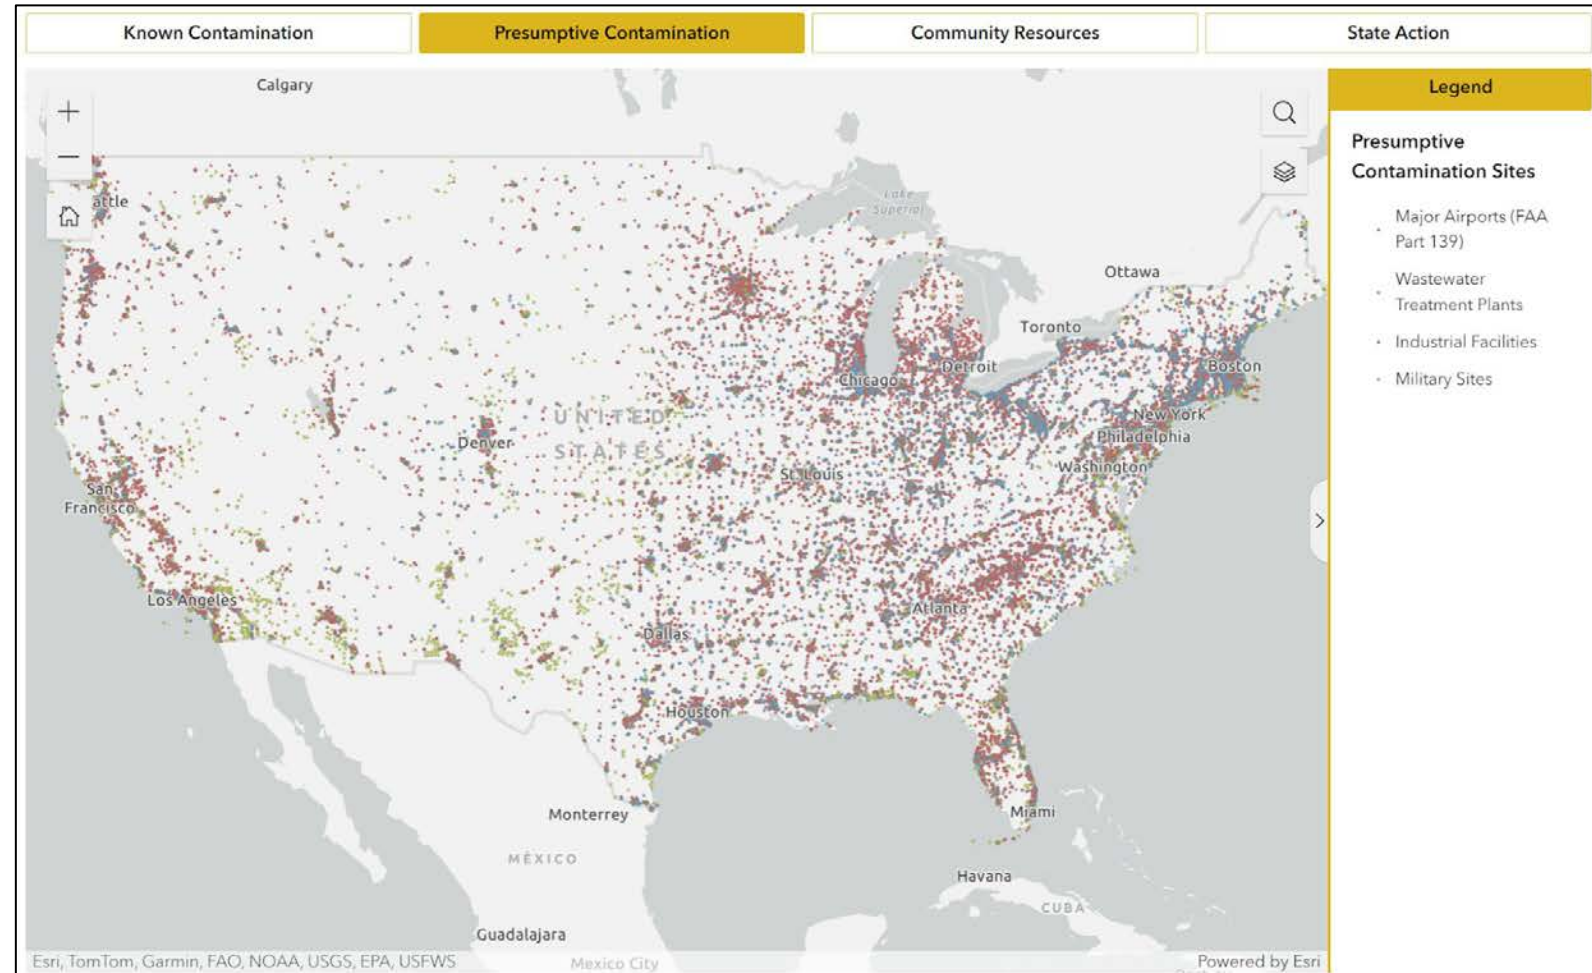 Known Contamination
Presumptive Contamination
Community Resources
State Action
Legend
Presumptive
Contamination Sites
Major Airports (FAA
Part 139)
Wastewater
Treatment Plants
Industrial Facilities
Military Sites
Calgary
attle
Lake
Superior
Ottawa
Toronto
Detroit
Boston
Chicago
New York
UNITED
STATES
Denver
Philadelphia
St. Louis
Washington
San
Francisco
Los Angeles
Atlanta
Dallas
Houston
Monterrey
Miami
MÉXICO
Havana
CUBA
Guadalajara
Mexico City
Esri, TomTom, Garmin, FAO, NOAA, USGS, EPA, USFWS
Powered by Esri